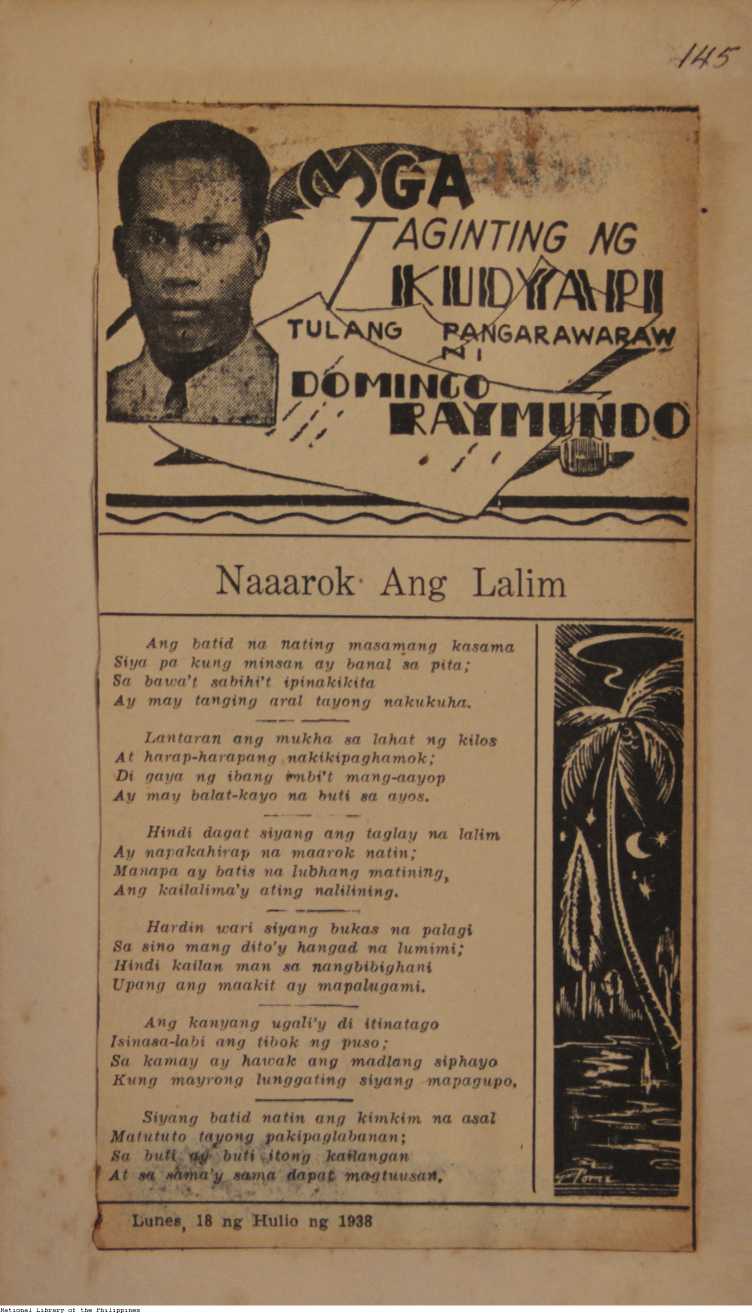 145
MGA
TAGINTING NG
KUDYAPI
TULANG PANGARAWARAW
NI
DOMINGO
RAYMUNDO
Naaarok Ang Lalim
Ang batid na nating masamang kasama
Siya pa kung minsan ay banal sa pita;
Sa bawa't sabihi't ipinakikita
Ay may tanging aral tayong nakukuha.
Lantaran ang mukha sa lahat ng kilos
At harap-harapang nakikipaghamok;
Di gaya ng ibang imbi't mang-aayop
Ay may balat-kayo na buti sa ayos.
Hindi dagat siyang ang taglay na lalim
Ay napakahirap na maarok natin;
Manapa ay batis na lubhang matining,
Ang kailalima'y ating nalilining.
Hardin wari siyang bukas na palagi
Sa sino mang dito'y hangad na lumimi;
Hindi kailan man sa nangbibighani
Upang ang maakit ay mapalugami.
Ang kanyang ugali'y di itinatago
Isinasa-labi ang tibok ng puso;
Sa kamay ay hawak ang madlang siphayo
Kung mayrong lunggating siyang mapagupo,
Siyang batid natin ang kimkim na asal
Matututo tayong pakipaglabanan;
Sa buti ay buti itong kailangan
At sa sama'y sama dapat magtuusan.
Lunes, 18 ng Hulio ng 1938
National Library of the Philippines